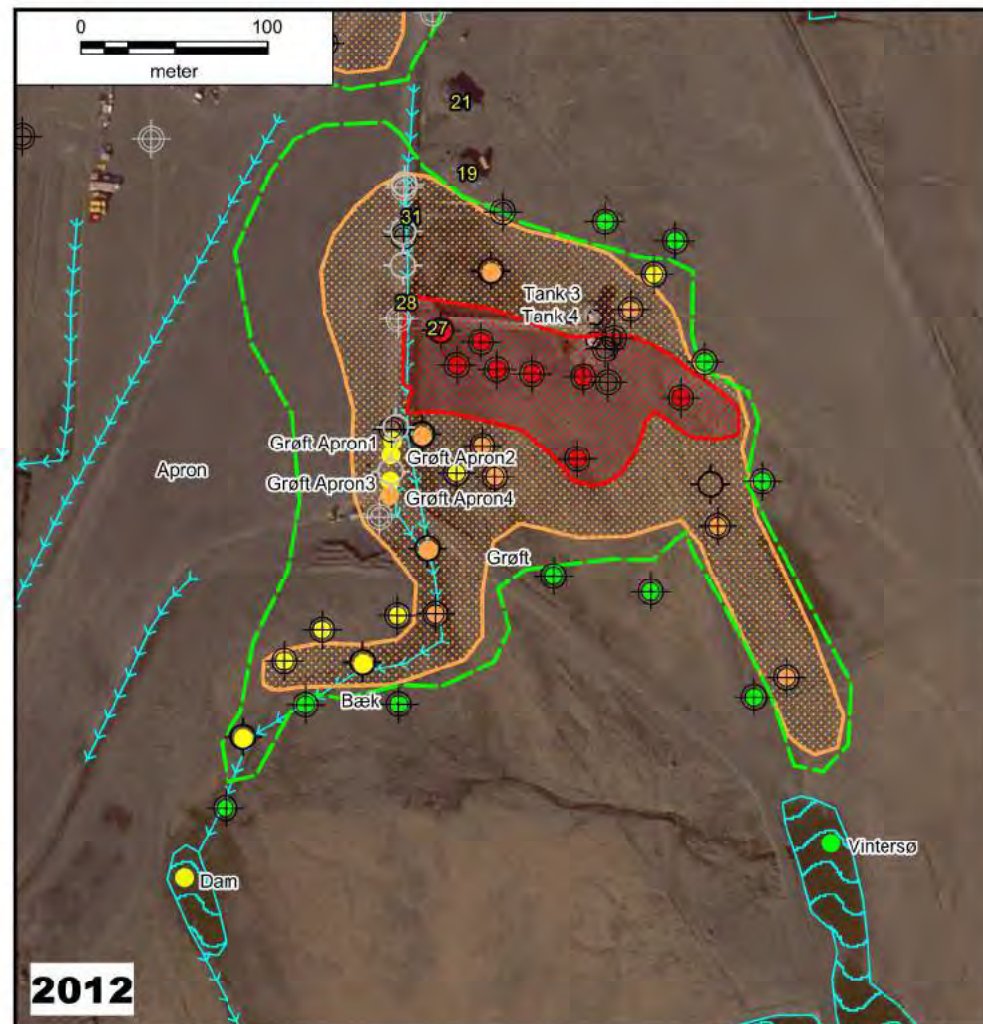 0 100
meter
21
19
31
Tank 3
28
Tank 4
27
Grøft Apron1
Grøft Apron2
Apron
Grøft Apron3
Grøft Apron4
Grøft
Bæk
Vintersø
Dam
2012